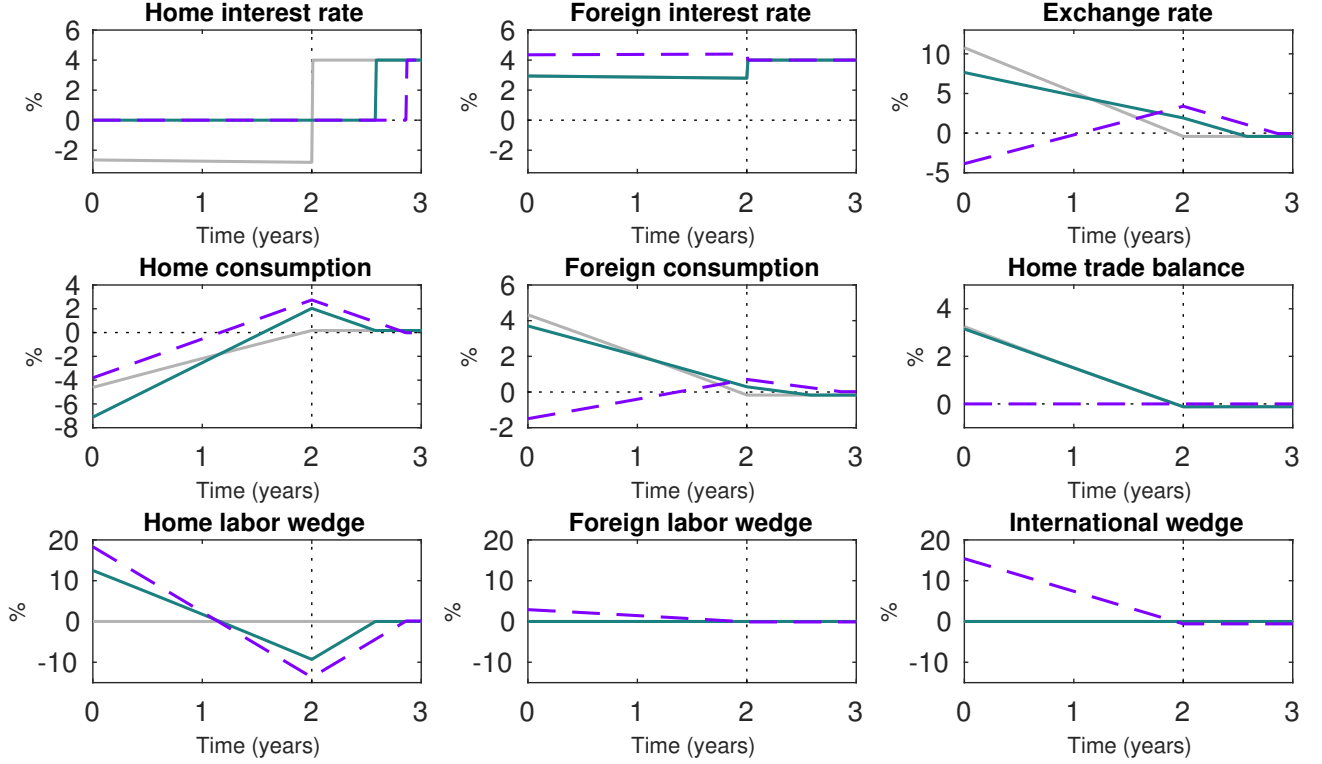 Home interest rate
6
4
2
0
-2
%
0 1 2 3
Time (years)
Foreign interest rate
6
4
2
0
-2
%
0 1 2 3
Time (years)
Exchange rate
10
5
0
-5
%
0 1 2 3
Time (years)
Home consumption
4
2
0
-2
-4
-6
-8
%
0 1 2 3
Time (years)
Foreign consumption
6
4
2
0
-2
%
0 1 2 3
Time (years)
Home trade balance
4
2
0
%
0 1 2 3
Time (years)
Home labor wedge
20
10
0
-10
%
0 1 2 3
Time (years)
Foreign labor wedge
20
10
0
-10
%
0 1 2 3
Time (years)
International wedge
20
10
0
-10
%
0 1 2 3
Time (years)